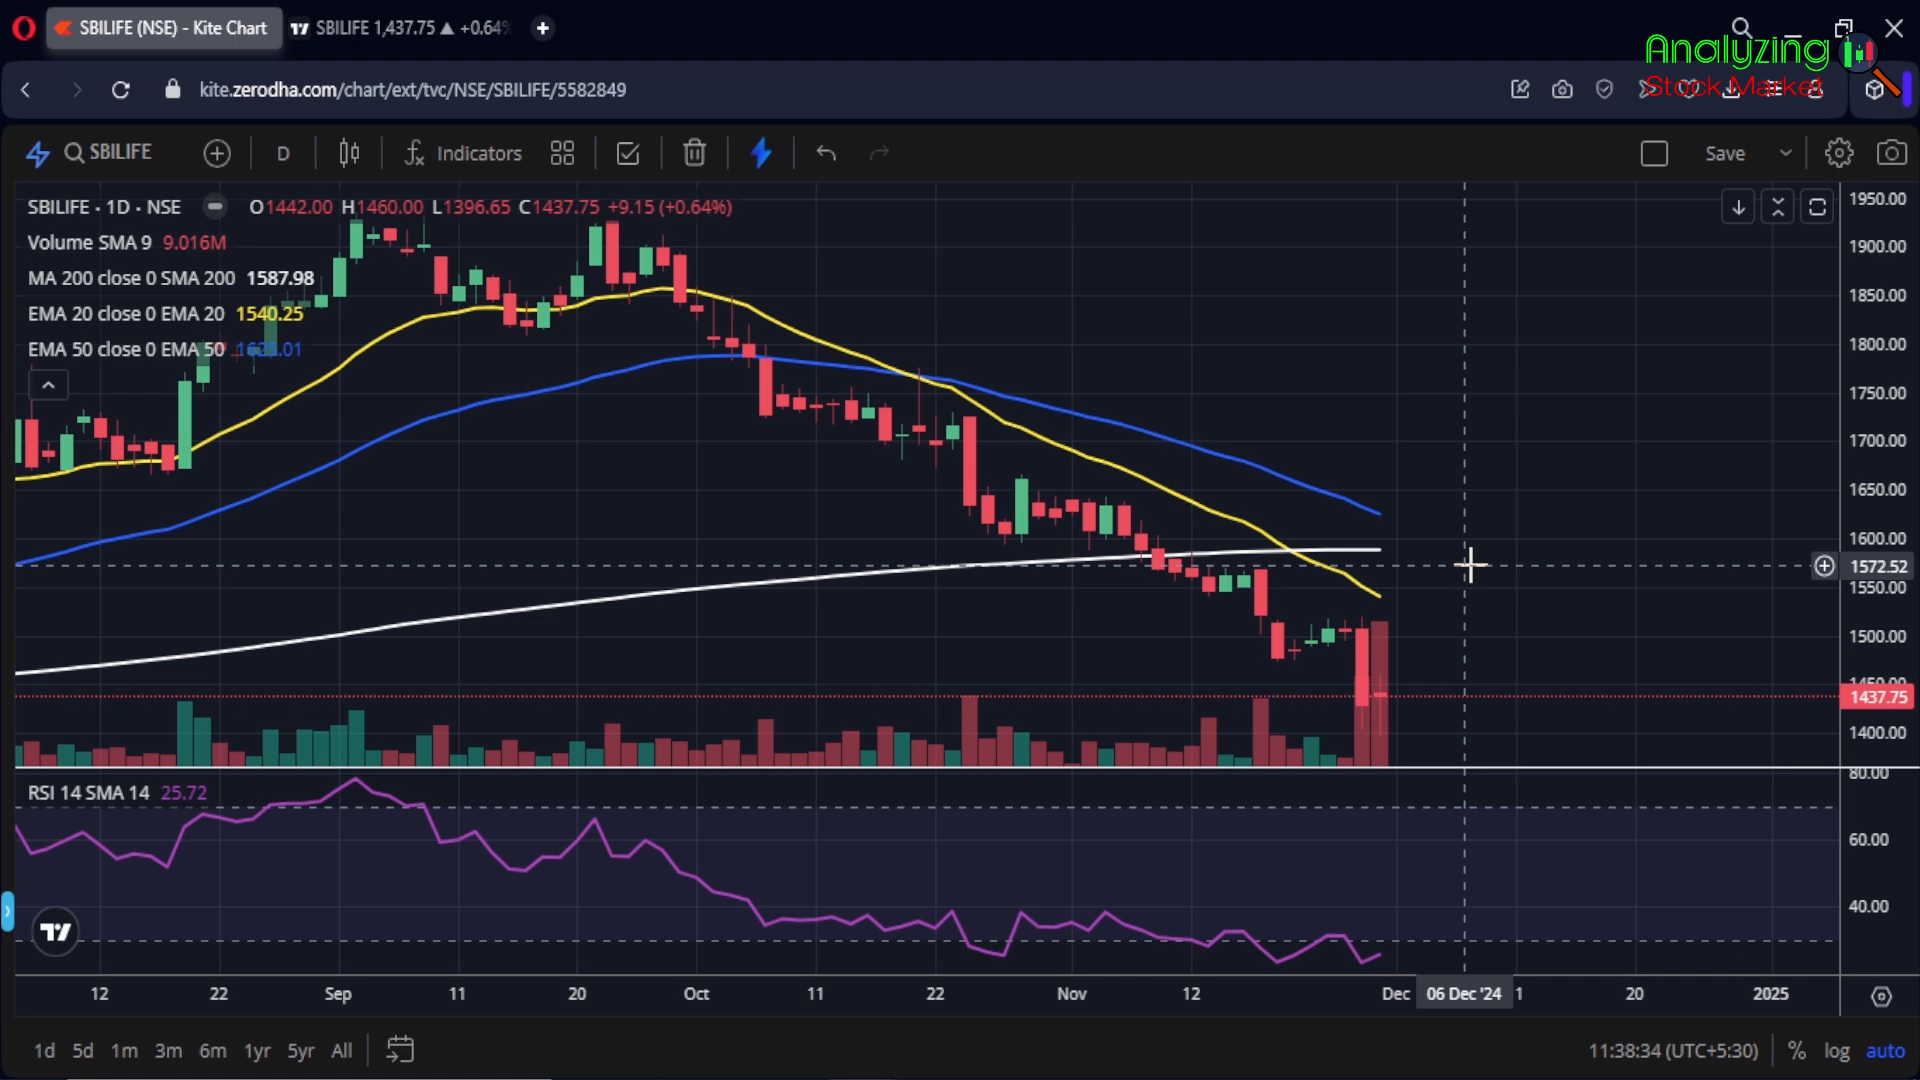 SBILIFE (NSE) - Kite Chart
SBILIFE 1,437.75 ▲ +0.64%
Analyzing
Stock Market
kite.zerodha.com/chart/ext/tvc/NSE/SBILIFE/5582849
SBILIFE
D
Indicators
Save
SBILIFE · 1D · NSE O1442.00 H1460.00 L1396.65 C1437.75 +9.15 (+0.64%)
Volume SMA 9 9.016M
MA 200 close 0 SMA 200 1587.98
EMA 20 close 0 EMA 20 1540.25
EMA 50 close 0 EMA 50
1950.00
1900.00
1850.00
1800.00
1750.00
1700.00
1650.00
1600.00
1572.52
1550.00
1500.00
1450.00
1437.75
1400.00
RSI 14 SMA 14 25.72
80.00
60.00
40.00
12 22 Sep 11 20 Oct 11 22 Nov 12 Dec 06 Dec '24 1 20 2025
1d 5d 1m 3m 6m 1yr 5yr All
11:38:34 (UTC+5:30) % log auto